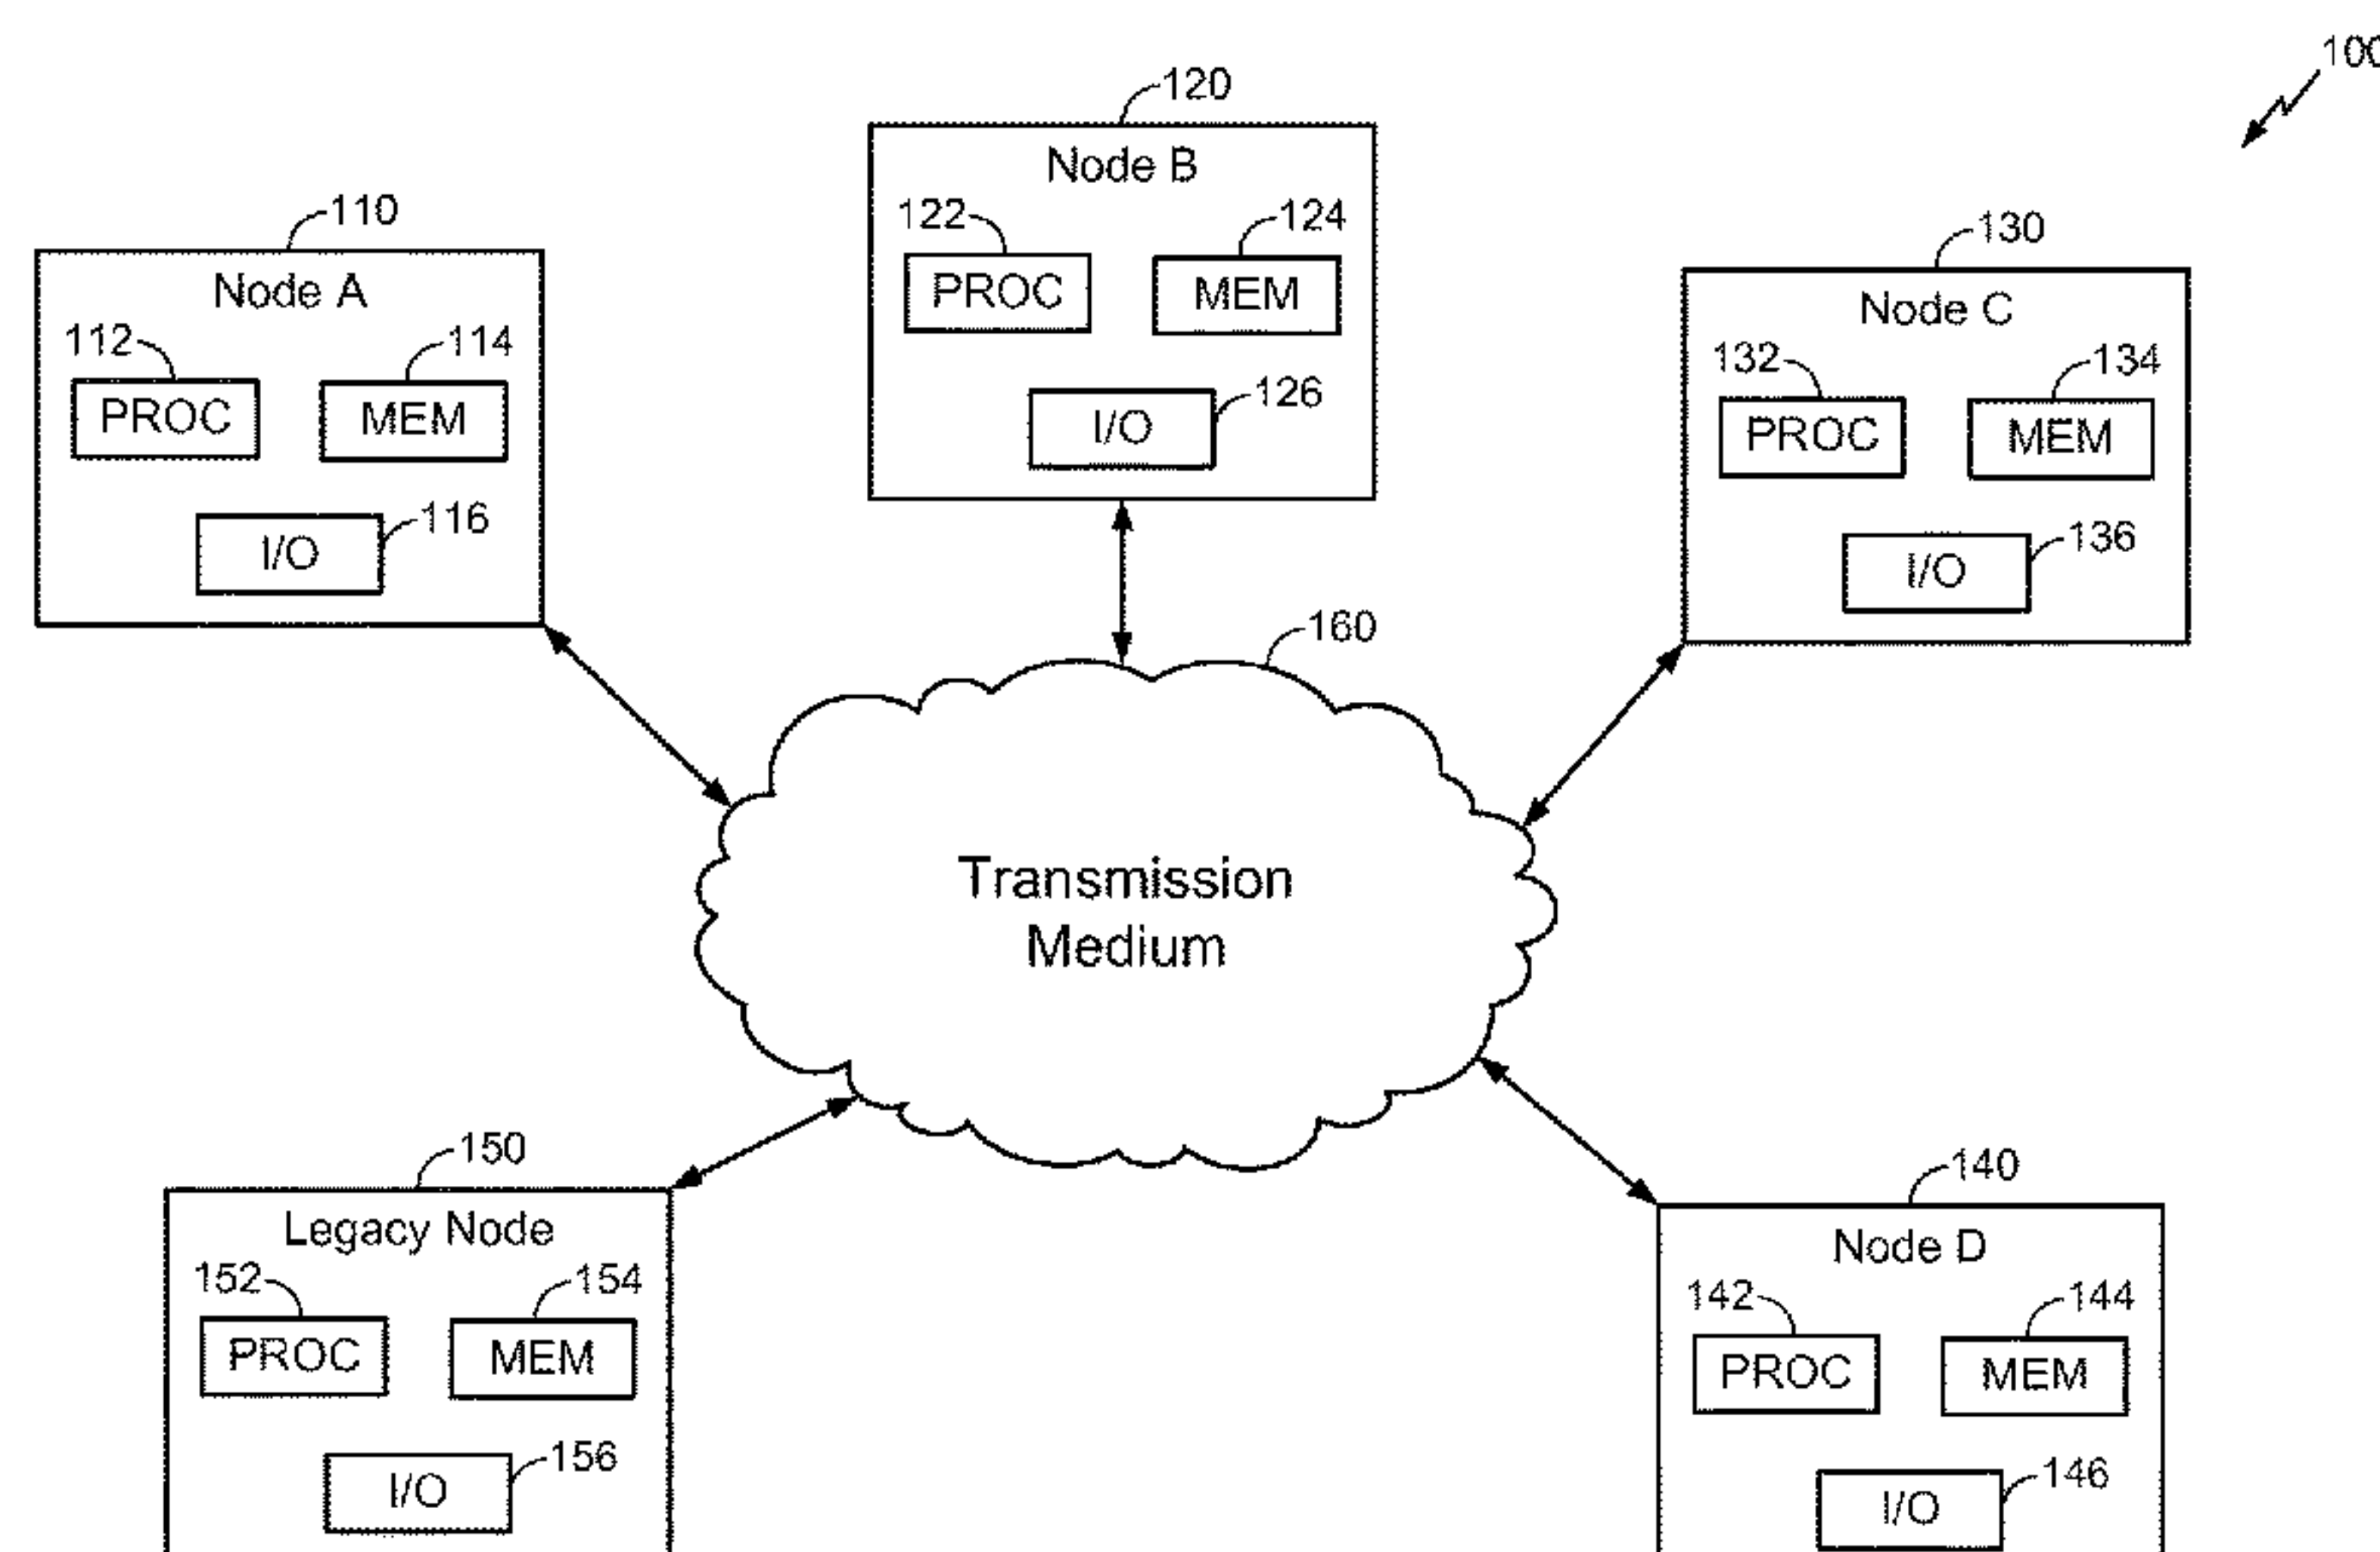 100
120
Node B
122
124
PROC
MEM
126
I/O
110
Node A
112
114
PROC
MEM
116
I/O
130
Node C
132
134
PROC
MEM
136
I/O
160
Transmission
Medium
150
Legacy Node
152
154
PROC
MEM
156
I/O
140
Node D
142
144
PROC
MEM
146
I/O